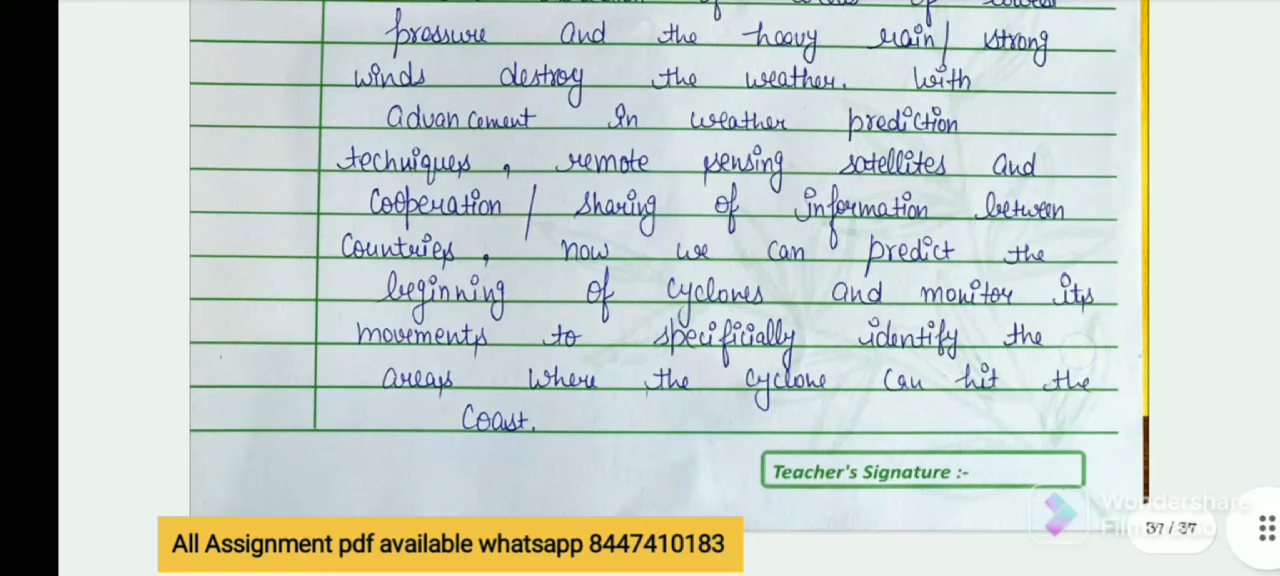 of
pressure and the heavy rain/ strong
winds destroy the weather. With
advancement in weather prediction
techniques, remote sensing satellites and
Cooperation / sharing of information between
Countries, now we can predict the
beginning of cyclones and monitor its
movements to specificially identify the
areas where the cyclone can hit the
Coast.
Teacher's Signature :-
Wondershare
37 / 37
All Assignment pdf available whatsapp 8447410183